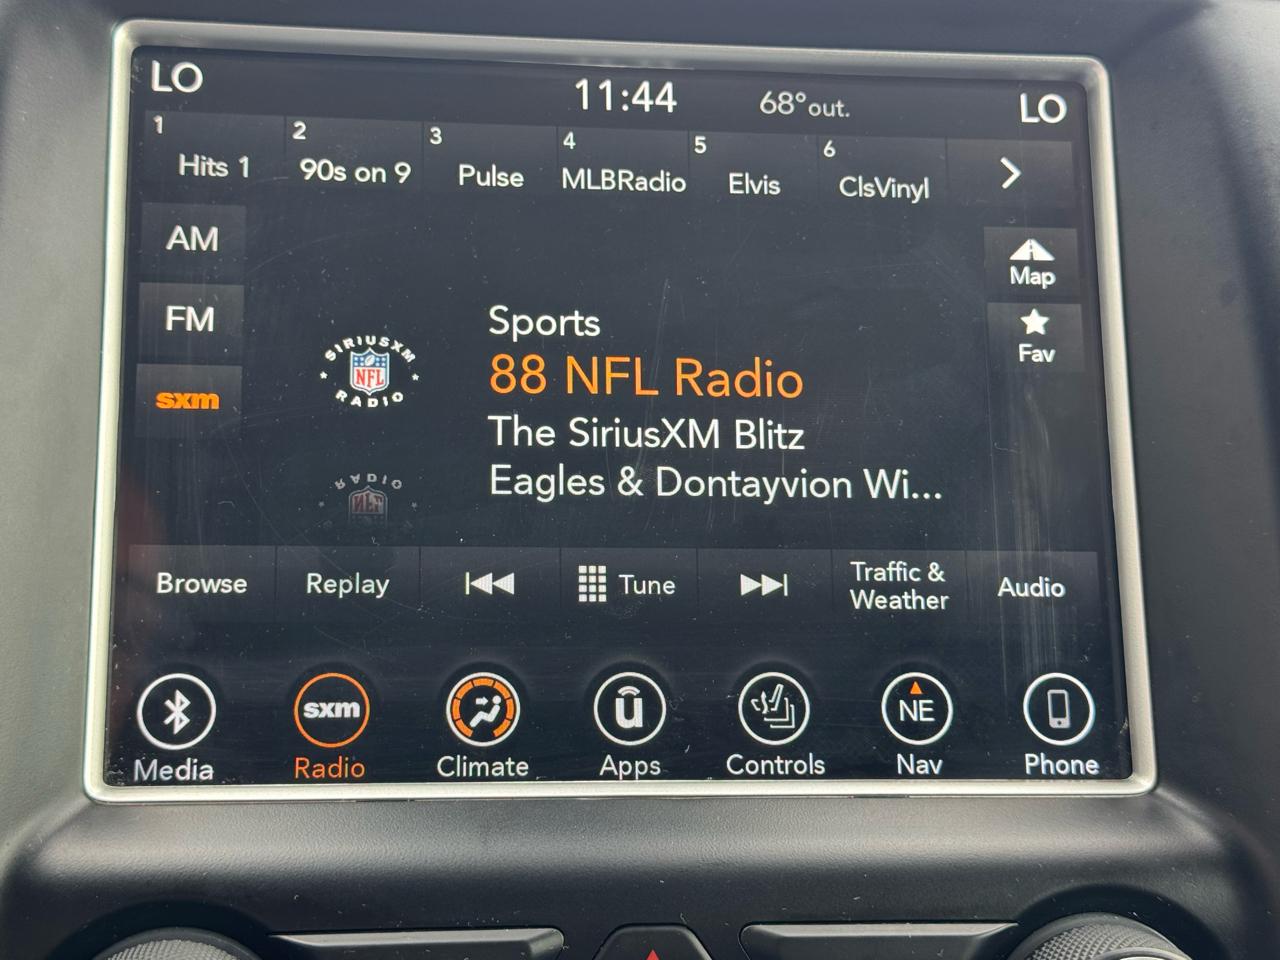 LO
11:44
68° out.
LO
1
Hits 1
2
90s on 9
3
Pulse
4
MLBRadio
5
Elvis
6
ClsVinyl
AM
FM
sxm
SIRIUSXM
NFL
RADIO
Sports
88 NFL Radio
The SiriusXM Blitz
Eagles & Dontayvion Wi...
Map
Fav
Browse
Replay
Tune
Traffic &
Weather
Audio
Media
sxm
Radio
Climate
ū
Apps
Controls
NE
Nav
Phone